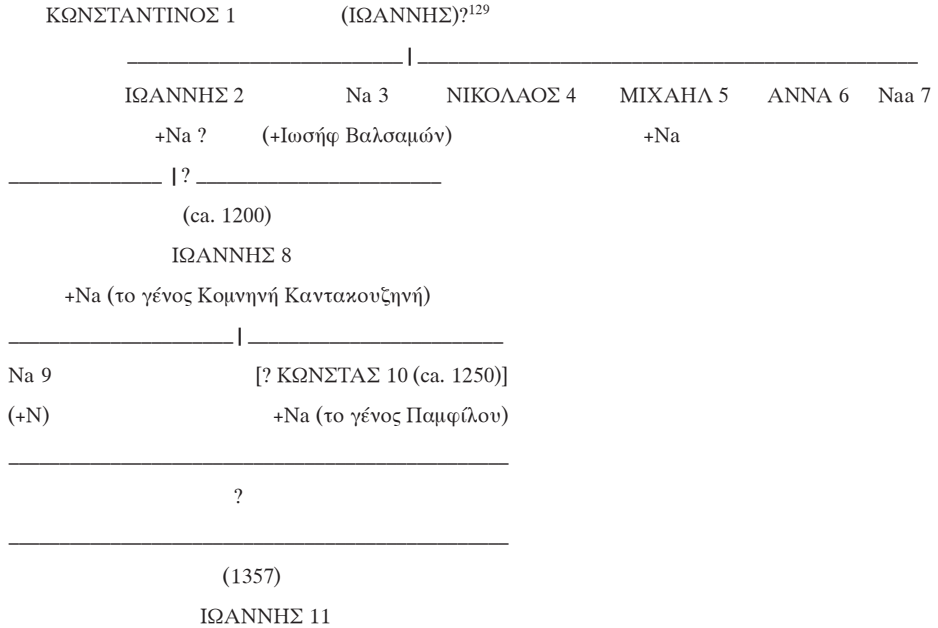 ΚΩΝΣΤΑΝΤΙΝΟΣ 1 (ΙΩΑΝΝΗΣ)?129
ΙΩΑΝΝΗΣ 2 Na 3 ΝΙΚΟΛΑΟΣ 4 ΜΙΧΑΗΛ 5 ΑΝΝΑ 6 Naa 7
+Na ? (+Ιωσήφ Βαλσαμών) +Na
?
(ca. 1200)
ΙΩΑΝΝΗΣ 8
+Na (το γένος Κομνηνή Καντακουζηνή)
Na 9 [? ΚΩΝΣΤΑΣ 10 (ca. 1250)]
(+N) +Na (το γένος Παμφίλου)
?
(1357)
ΙΩΑΝΝΗΣ 11